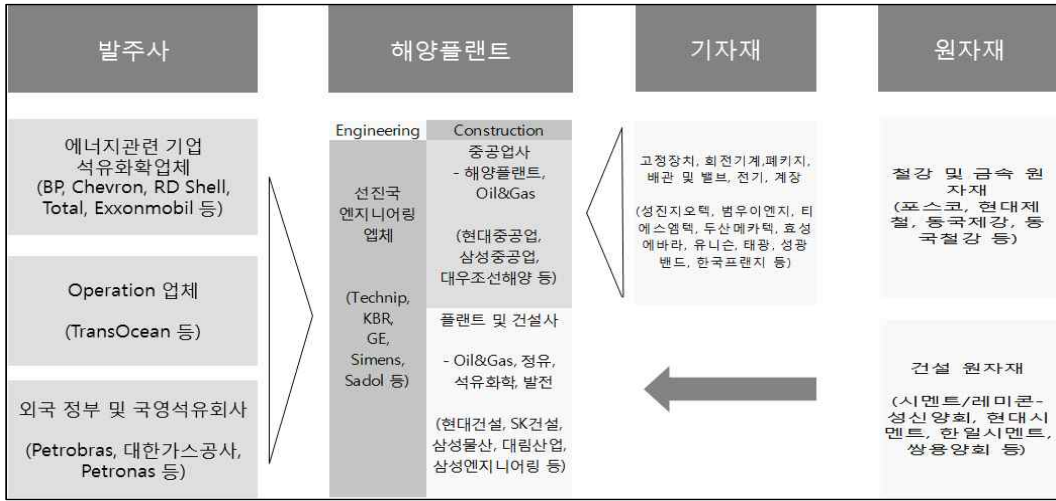 발주사
해양플랜트
기자재
원자재
에너지관련 기업
석유화확업체
(BP, Chevron, RD Shell,
Total, Exxonmobil 등)
Operation 업체
(TransOcean 등)
외국 정부 및 국영석유회사
(Petrobras, 대한가스공사,
Petronas 등)
Engineering
선진국
엔지니어링
엡체
(Technip,
KBR,
GE,
Simens,
Sadol 등)
Construction
중공업사
- 해양플랜트,
Oil&Gas
(현대중공업,
삼성중공업,
대우조선해양 등)
플랜트 및 건설사
- Oil&Gas, 정유,
석유화학, 발전
(현대건설, SK건설,
삼성물산, 대림산업,
삼성엔지니어링 등)
고정장치, 회전기계,폐키지,
배관 및 밸브, 전기, 계장
(성진지오텍, 범우이엔지, 티
에스엠텍, 두산메카텍, 효성
에바라, 유니슨, 태광, 성광
밴드, 한국프랜지 등)
철강 및 금속 원
자재
(포스코, 현대제
철, 동국제강, 동
국철강 등)
건설 원자재
(시멘트/레미콘-
성신양회, 현대시
멘트, 한일시멘트,
쌍용양회 등)